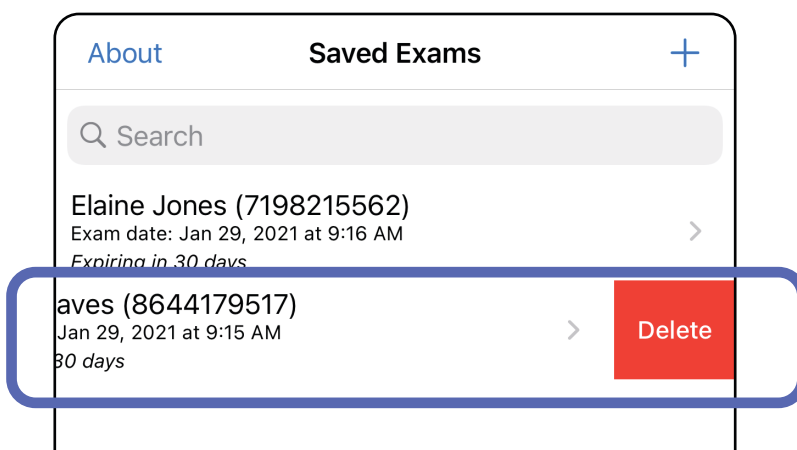 About Saved Exams
Search
Elaine Jones (7198215562)
Exam date: Jan 29, 2021 at 9:16 AM
Expiring in 30 days
aves (8644179517)
Jan 29, 2021 at 9:15 AM
30 days
Delete